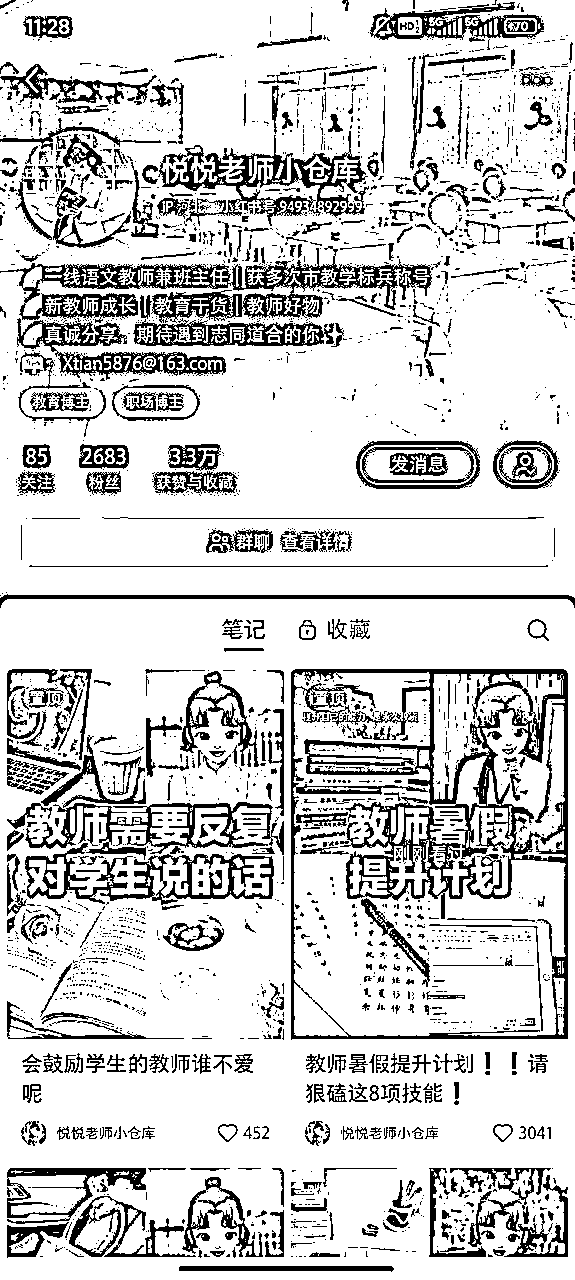 11:28
悦悦老师小仓库
IP:河北 小红书号:94934892999
一线语文教师兼班主任 | 获多次市教学标兵称号
新教师成长 | 教育干货 | 教师好物
真诚分享，期待遇到志同道合的你
Xtian5876@163.com
教育博主 职场博主
85 2683 3.3万
关注 粉丝 获赞与收藏
发消息
群聊 查看详情
笔记 收藏
置顶
教师需要反复
对学生说的话
会鼓励学生的教师谁不爱
呢
悦悦老师小仓库 452
置顶
教师暑假
刚刚看过
提升计划
教师暑假提升计划❗❗请
狠磕这8项技能❗
悦悦老师小仓库 3041